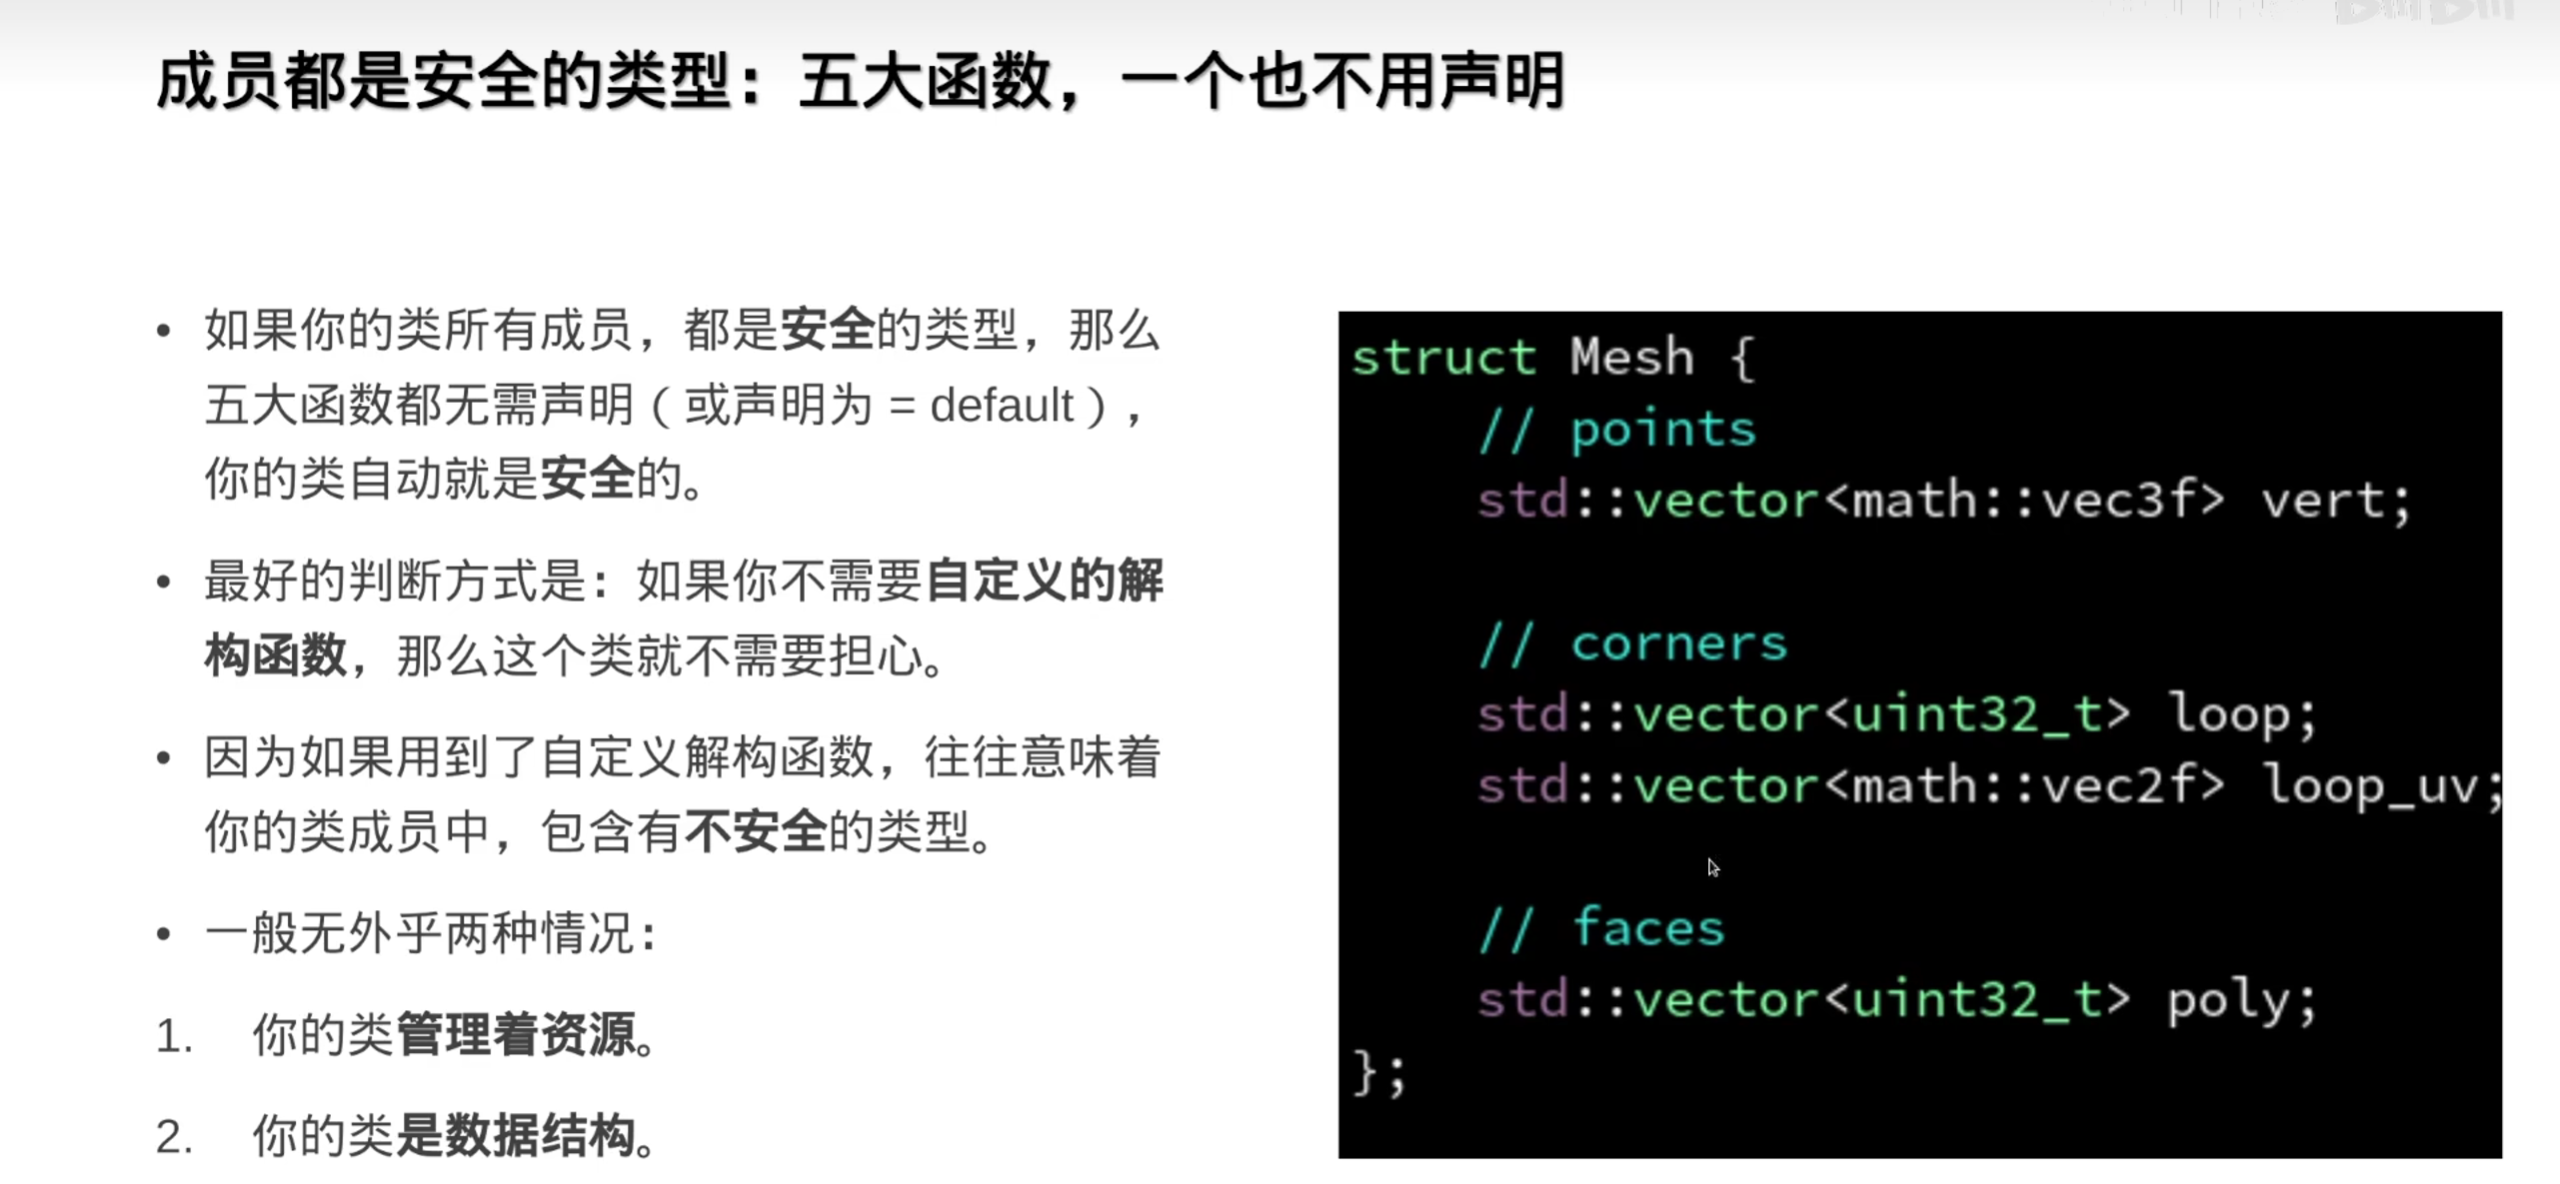 成员都是安全的类型：五大函数，一个也不用声明
• 如果你的类所有成员，都是安全的类型，那么
五大函数都无需声明（或声明为 = default），
你的类自动就是安全的。
• 最好的判断方式是：如果你不需要自定义的解
构函数，那么这个类就不需要担心。
• 因为如果用到了自定义解构函数，往往意味着
你的类成员中，包含有不安全的类型。
• 一般无外乎两种情况：
1. 你的类管理着资源。
2. 你的类是数据结构。
struct Mesh {
// points
std::vector<math::vec3f> vert;
// corners
std::vector<uint32_t> loop;
std::vector<math::vec2f> loop_uv;
// faces
std::vector<uint32_t> poly;
};